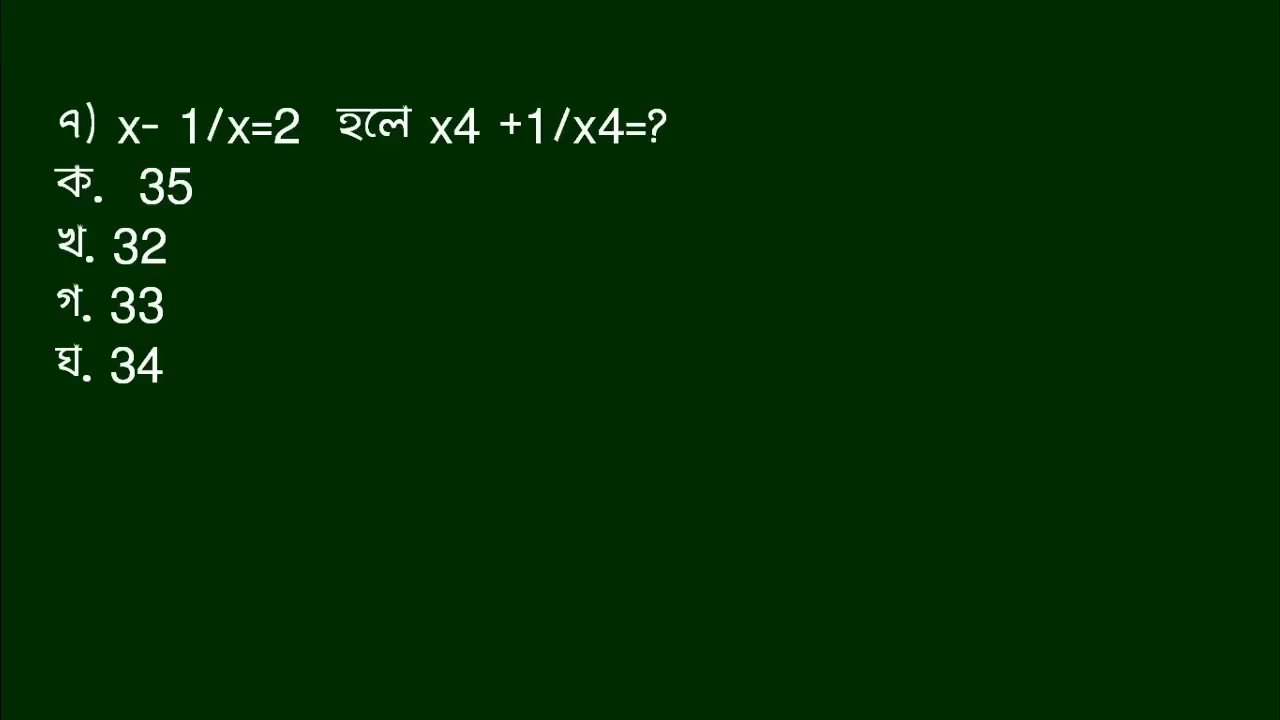 ৭) x- 1/x=2 হলে x4 +1/x4=?
ক. 35
খ. 32
গ. 33
ঘ. 34